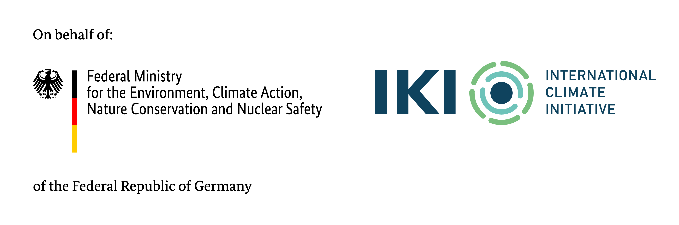 On behalf of:
Federal Ministry
for the Environment, Climate Action,
Nature Conservation and Nuclear Safety
of the Federal Republic of Germany
IKI
INTERNATIONAL
CLIMATE
INITIATIVE